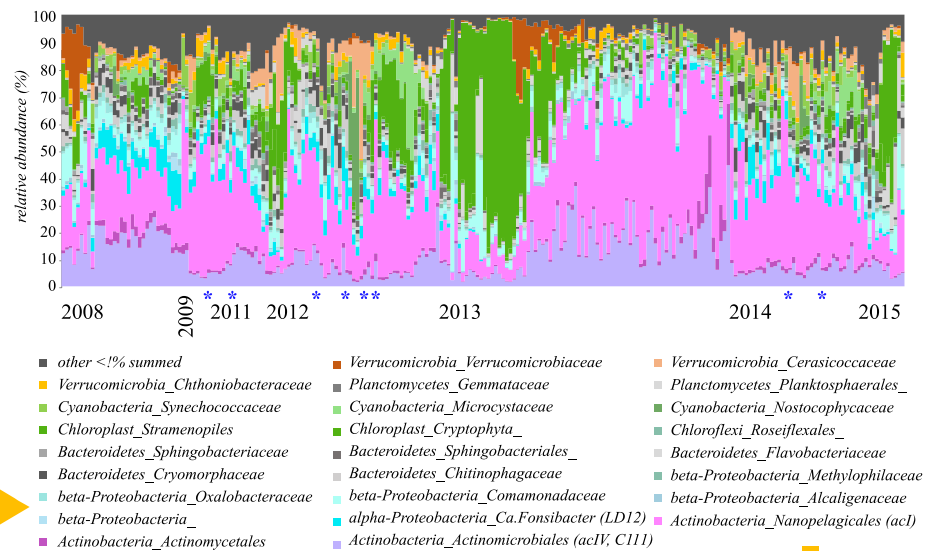 100
90
80
70
60
50
40
30
20
10
0
relative abundance (%)
* * * * * * * *
2008 2009 2011 2012 2013 2014 2015
other <!% summed Verrucomicrobia_Verrucomicrobiaceae Verrucomicrobia_Cerasicoccaceae
Verrucomicrobia_Chthoniobacteraceae Planctomycetes_Gemmataceae Planctomycetes_Planktosphaerales_
Cyanobacteria_Synechococcaceae Cyanobacteria_Microcystaceae Cyanobacteria_Nostocophycaceae
Chloroplast_Stramenopiles Chloroplast_Cryptophyta_ Chloroflexi_Roseiflexales_
Bacteroidetes_Sphingobacteriaceae Bacteroidetes_Sphingobacteriales_ Bacteroidetes_Flavobacteriaceae
Bacteroidetes_Cryomorphaceae Bacteroidetes_Chitinophagaceae beta-Proteobacteria_Methylophilaceae
beta-Proteobacteria_Oxalobacteraceae beta-Proteobacteria_Comamonadaceae beta-Proteobacteria_Alcaligenaceae
beta-Proteobacteria_ alpha-Proteobacteria_Ca.Fonsibacter (LD12) Actinobacteria_Nanopelagicales (acI)
Actinobacteria_Actinomycetales Actinobacteria_Actinomicrobiales (acIV, C111)